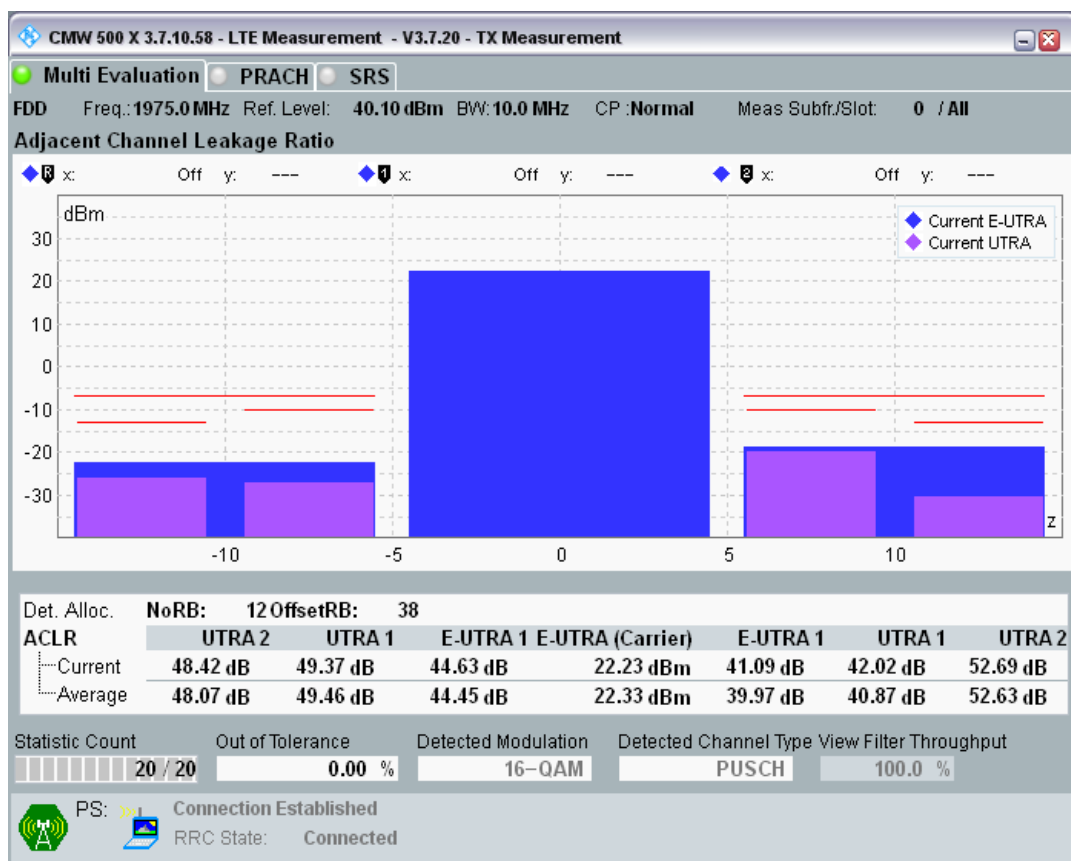 CMW 500 X 3.7.10.58 - LTE Measurement - V3.7.20 - TX Measurement
Multi Evaluation PRACH SRS
FDD Freq.: 1975.0 MHz Ref. Level: 40.10 dBm BW: 10.0 MHz CP : Normal Meas Subfr./Slot: 0 / All
Adjacent Channel Leakage Ratio
R x: Off y: --- 1 x: Off y: --- 2 x: Off y: ---
dBm
Current E-UTRA
Current UTRA
30
20
10
0
-10
-20
-30
z
-10 -5 0 5 10
Det. Alloc. NoRB: 12 OffsetRB: 38
ACLR UTRA 2 UTRA 1 E-UTRA 1 E-UTRA (Carrier) E-UTRA 1 UTRA 1 UTRA 2
Current 48.42 dB 49.37 dB 44.63 dB 22.23 dBm 41.09 dB 42.02 dB 52.69 dB
Average 48.07 dB 49.46 dB 44.45 dB 22.33 dBm 39.97 dB 40.87 dB 52.63 dB
Statistic Count Out of Tolerance Detected Modulation Detected Channel Type View Filter Throughput
20 / 20 0.00 % 16-QAM PUSCH 100.0 %
PS: Connection Established
RRC State: Connected